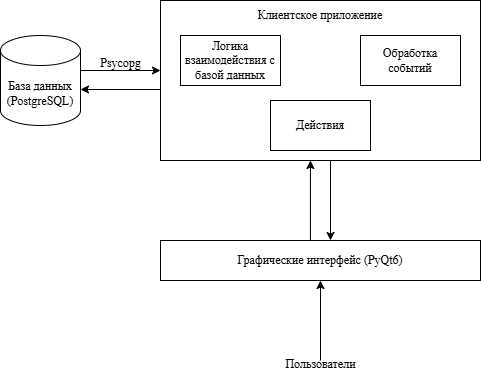 Клиентское приложение
Логика
взаимодействия с
базой данных
Обработка
событий
Psycopg
База данных
(PostgreSQL)
Действия
Графические интерфейс (PyQt6)
Пользователи